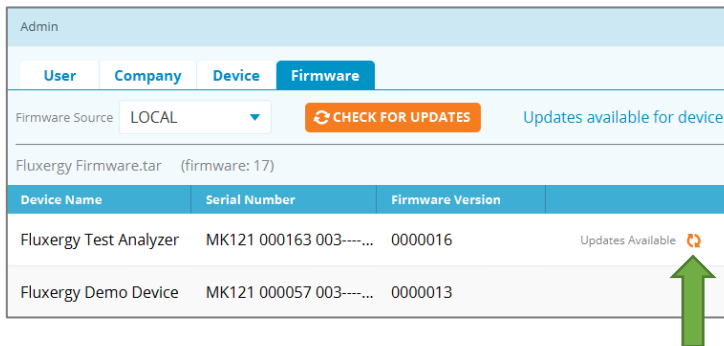 Admin
User Company Device Firmware
Firmware Source LOCAL CHECK FOR UPDATES Updates available for device
Fluxergy Firmware.tar (firmware: 17)
Device Name Serial Number Firmware Version
Fluxergy Test Analyzer MK121 000163 003----... 0000016 Updates Available
Fluxergy Demo Device MK121 000057 003----... 0000013